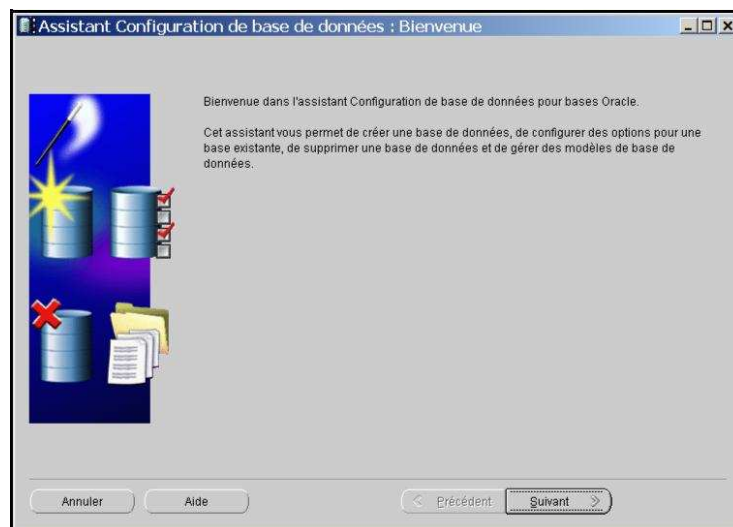 Assistant Configuration de base de données : Bienvenue
Bienvenue dans l'assistant Configuration de base de données pour bases Oracle.
Cet assistant vous permet de créer une base de données, de configurer des options pour une
base existante, de supprimer une base de données et de gérer des modèles de base de
données.
Annuler
Aide
Précédent
Suivant